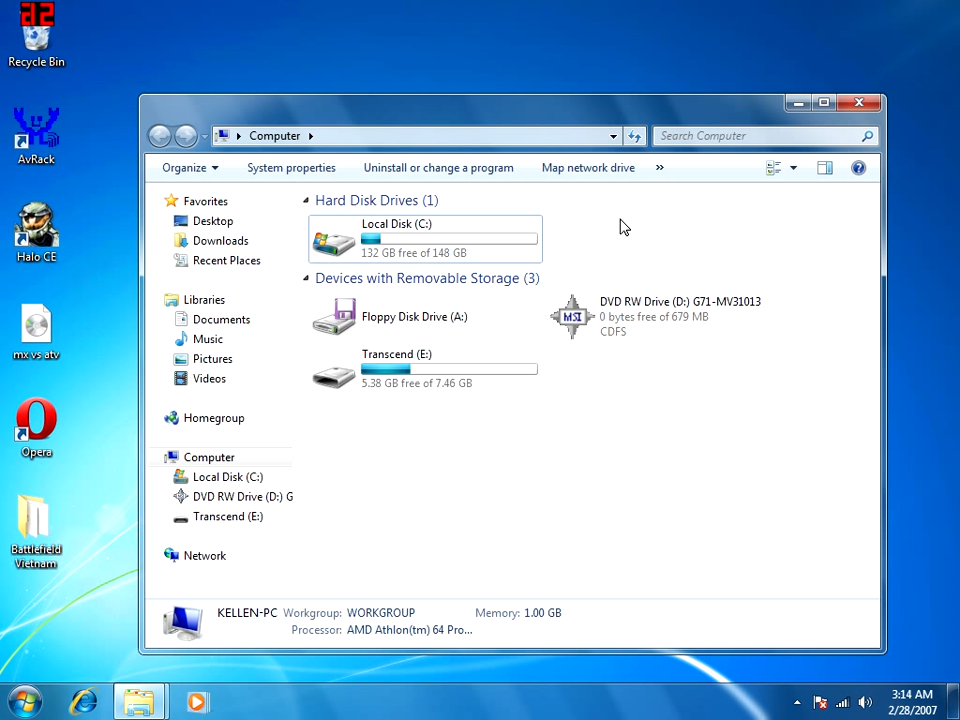 a2
Recycle Bin
AvRack
Halo CE
mx vs atv
Opera
Battlefield
Vietnam
Computer
Search Computer
Organize
System properties
Uninstall or change a program
Map network drive
»
Favorites
Desktop
Downloads
Recent Places
Libraries
Documents
Music
Pictures
Videos
Homegroup
Computer
Local Disk (C:)
DVD RW Drive (D:) G
Transcend (E:)
Network
Hard Disk Drives (1)
Local Disk (C:)
132 GB free of 148 GB
Devices with Removable Storage (3)
Floppy Disk Drive (A:)
MSI
DVD RW Drive (D:) G71-MV31013
0 bytes free of 679 MB
CDFS
Transcend (E:)
5.38 GB free of 7.46 GB
KELLEN-PC Workgroup: WORKGROUP Memory: 1.00 GB
Processor: AMD Athlon(tm) 64 Pro...
3:14 AM
2/28/2007